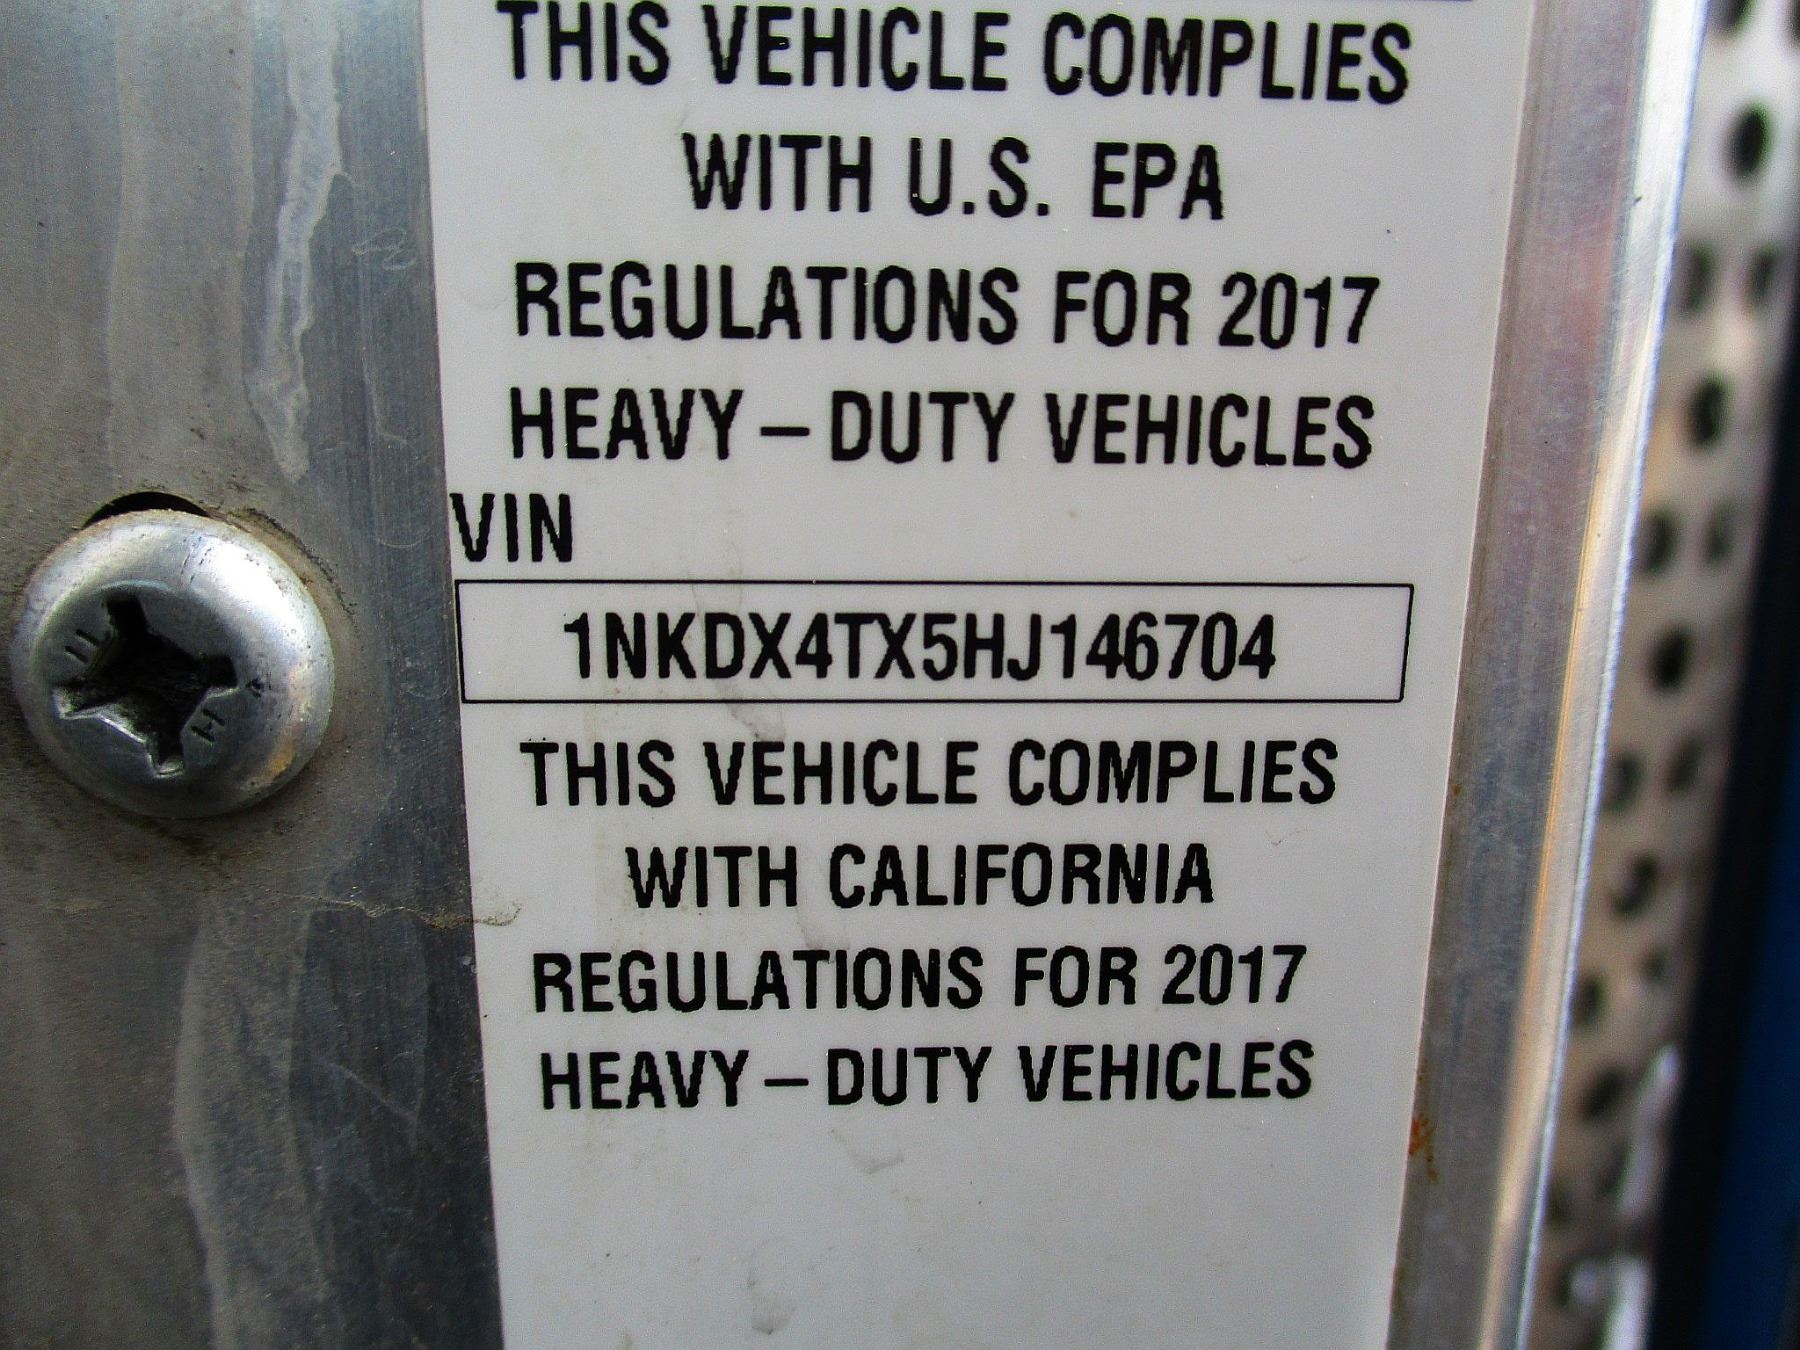 THIS VEHICLE COMPLIES
WITH U.S. EPA
REGULATIONS FOR 2017
HEAVY – DUTY VEHICLES
VIN
1NKDX4TX5HJ146704
THIS VEHICLE COMPLIES
WITH CALIFORNIA
REGULATIONS FOR 2017
HEAVY – DUTY VEHICLES